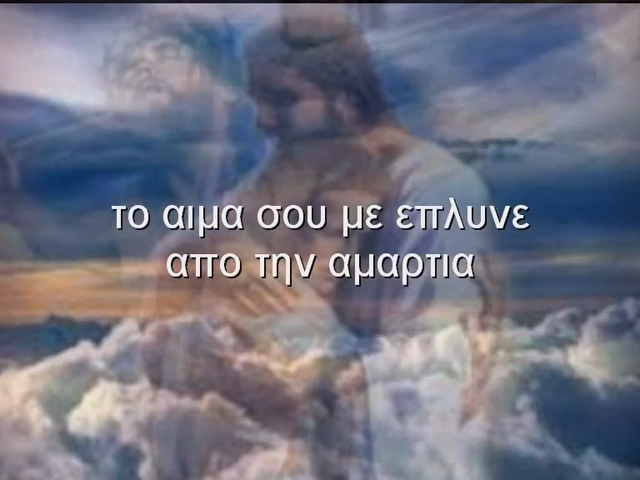 το αιμα σου με επλυνε
απο την αμαρτια